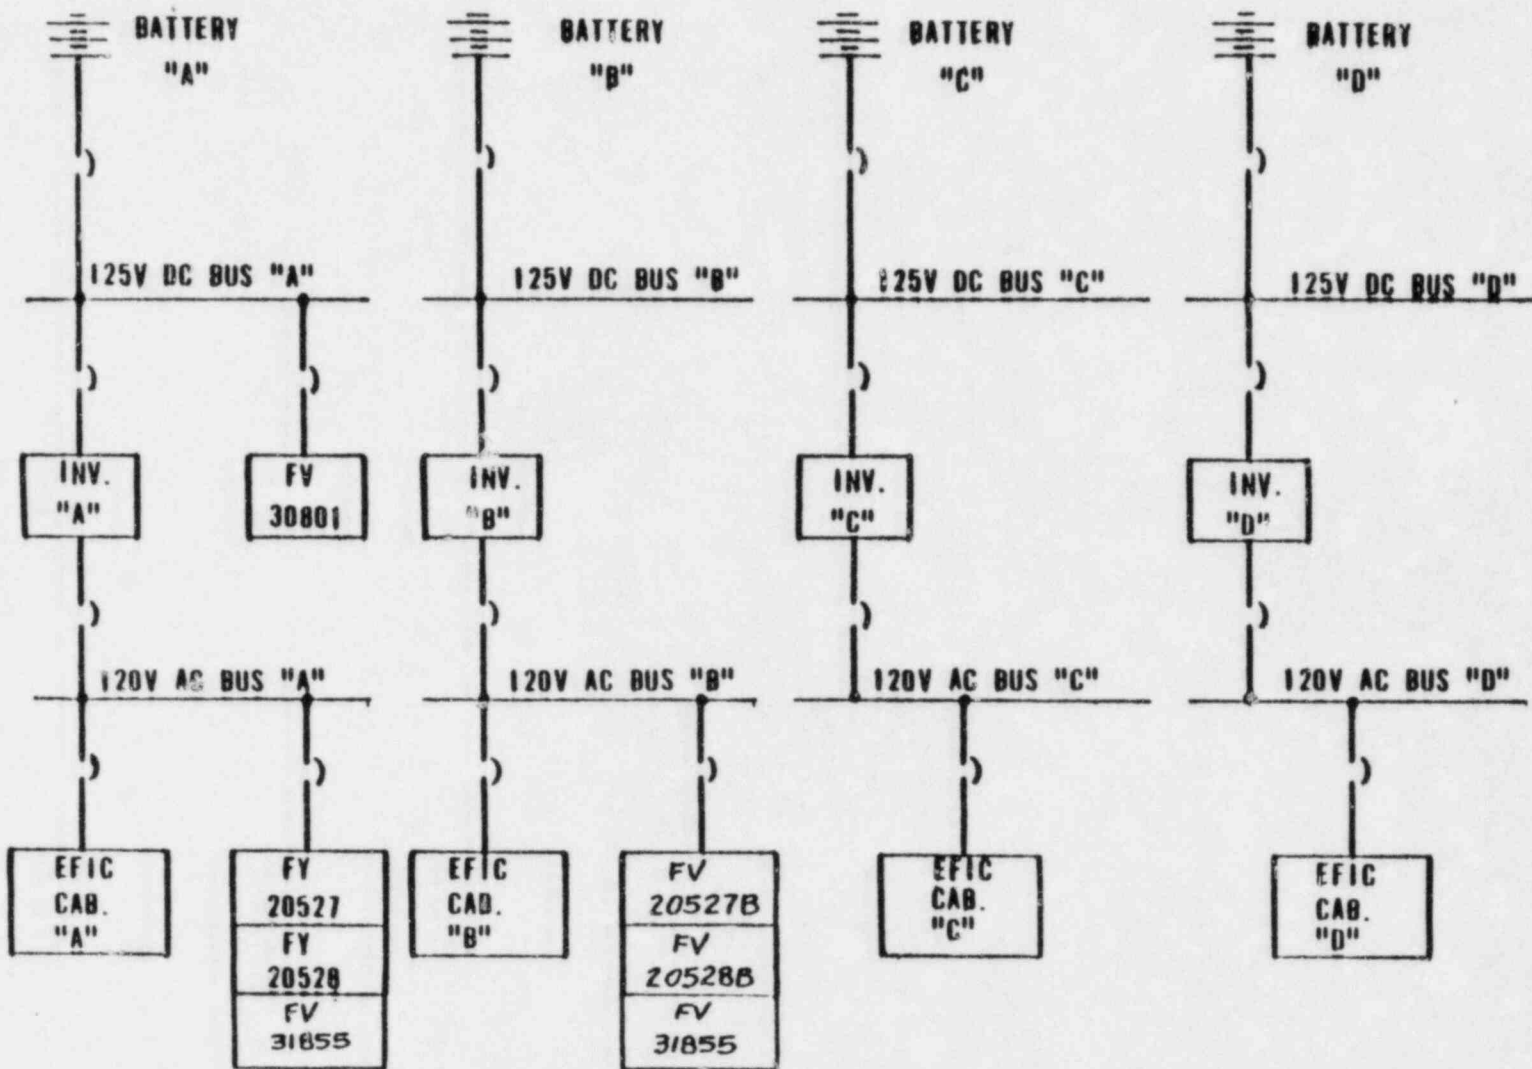 BATTERY
"A"
BATTERY
"B"
BATTERY
"C"
BATTERY
"D"
125V DC BUS "A"
125V DC BUS "B"
125V DC BUS "C"
125V DC BUS "D"
INV.
"A"
FV
30801
INV.
"B"
INV.
"C"
INV.
"D"
120V AC BUS "A"
120V AC BUS "B"
120V AC BUS "C"
120V AC BUS "D"
EFIC
CAB.
"A"
FY
20527
FY
20528
FV
31855
EFIC
CAB.
"B"
FV
20527B
FV
20528B
FV
31855
EFIC
CAB.
"C"
EFIC
CAB.
"D"